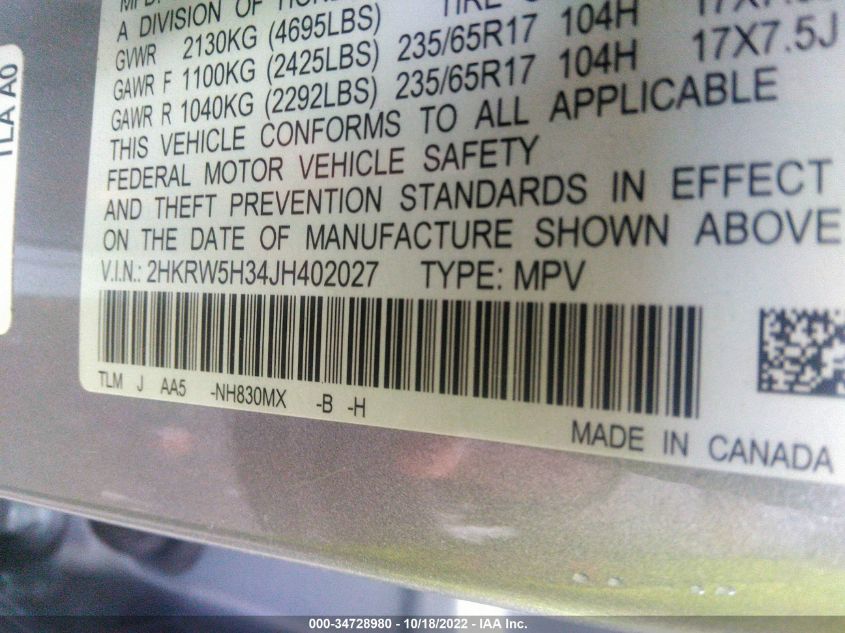 A DIVISION OF
GVWR 2130KG (4695LBS) TIRE
GAWR F 1100KG (2425LBS) 235/65R17 104H
GAWR R 1040KG (2292LBS) 235/65R17 104H 17X7.5J
THIS VEHICLE CONFORMS TO ALL APPLICABLE
FEDERAL MOTOR VEHICLE SAFETY
AND THEFT PREVENTION STANDARDS IN EFFECT
ON THE DATE OF MANUFACTURE SHOWN ABOVE
V.I.N.: 2HKRW5H34JH402027 TYPE: MPV
TLM J AA5 -NH830MX -B -H
MADE IN CANADA
TLA A0
000-34728980 - 10/18/2022 - IAA Inc.